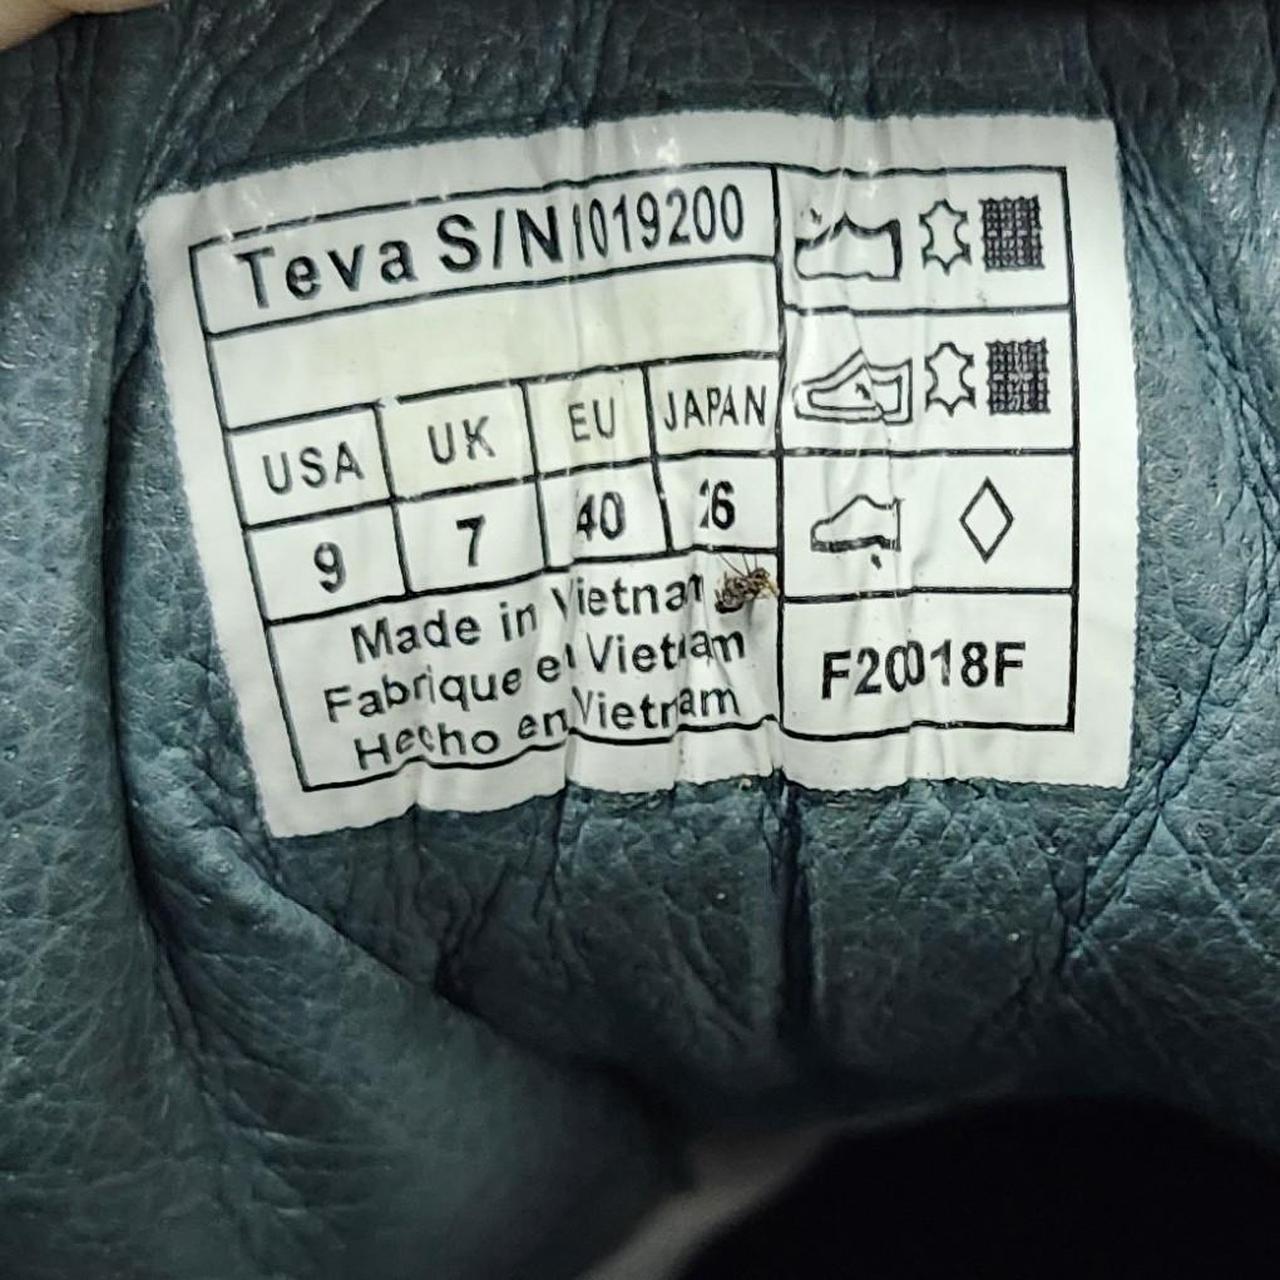 Teva S/N 1019200
USA UK EU JAPAN
9 7 40 26
Made in Vietnam
Fabrique en Vietnam
Hecho en Vietnam
F20018F